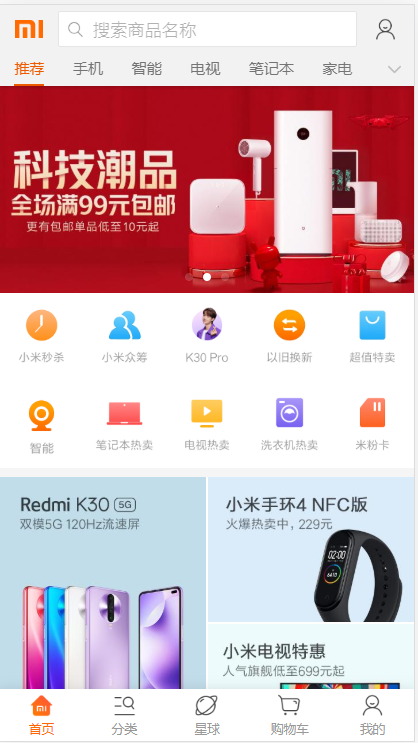 mi
搜索商品名称
推荐 手机 智能 电视 笔记本 家电
科技潮品
全场满99元包邮
更有包邮单品低至10元起
小米秒杀 小米众筹 K30 Pro 以旧换新 超值特卖
智能 笔记本热卖 电视热卖 洗衣机热卖 米粉卡
Redmi K30 5G
双模5G 120Hz流速屏
小米手环4 NFC版
火爆热卖中，229元
小米电视特惠
人气旗舰低至699元起
首页 分类 星球 购物车 我的